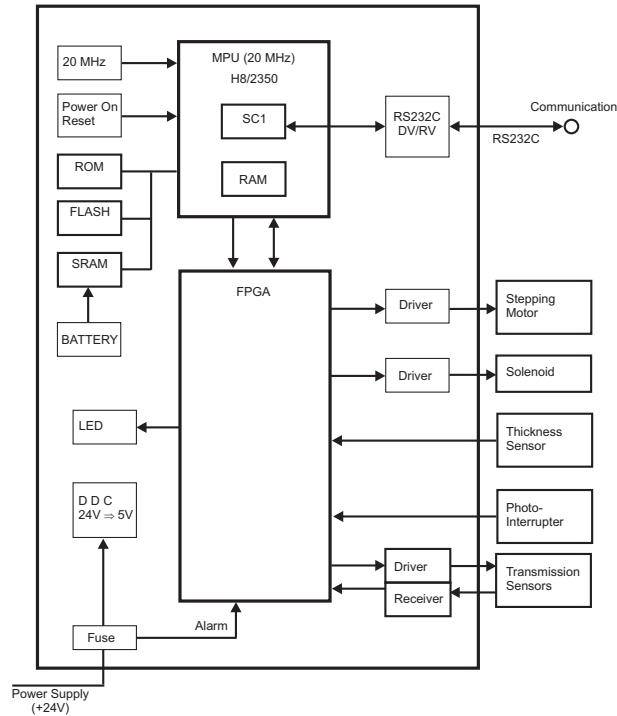 20 MHz
MPU (20 MHz)
H8/2350
Power On
Reset
SC1
RS232C
DV/RV
Communication
RS232C
ROM
RAM
FLASH
SRAM
FPGA
BATTERY
Driver
Stepping
Motor
Driver
Solenoid
LED
Thickness
Sensor
D D C
24V ⇒ 5V
Photo-
Interrupter
Driver
Receiver
Transmission
Sensors
Alarm
Fuse
Power Supply
(+24V)